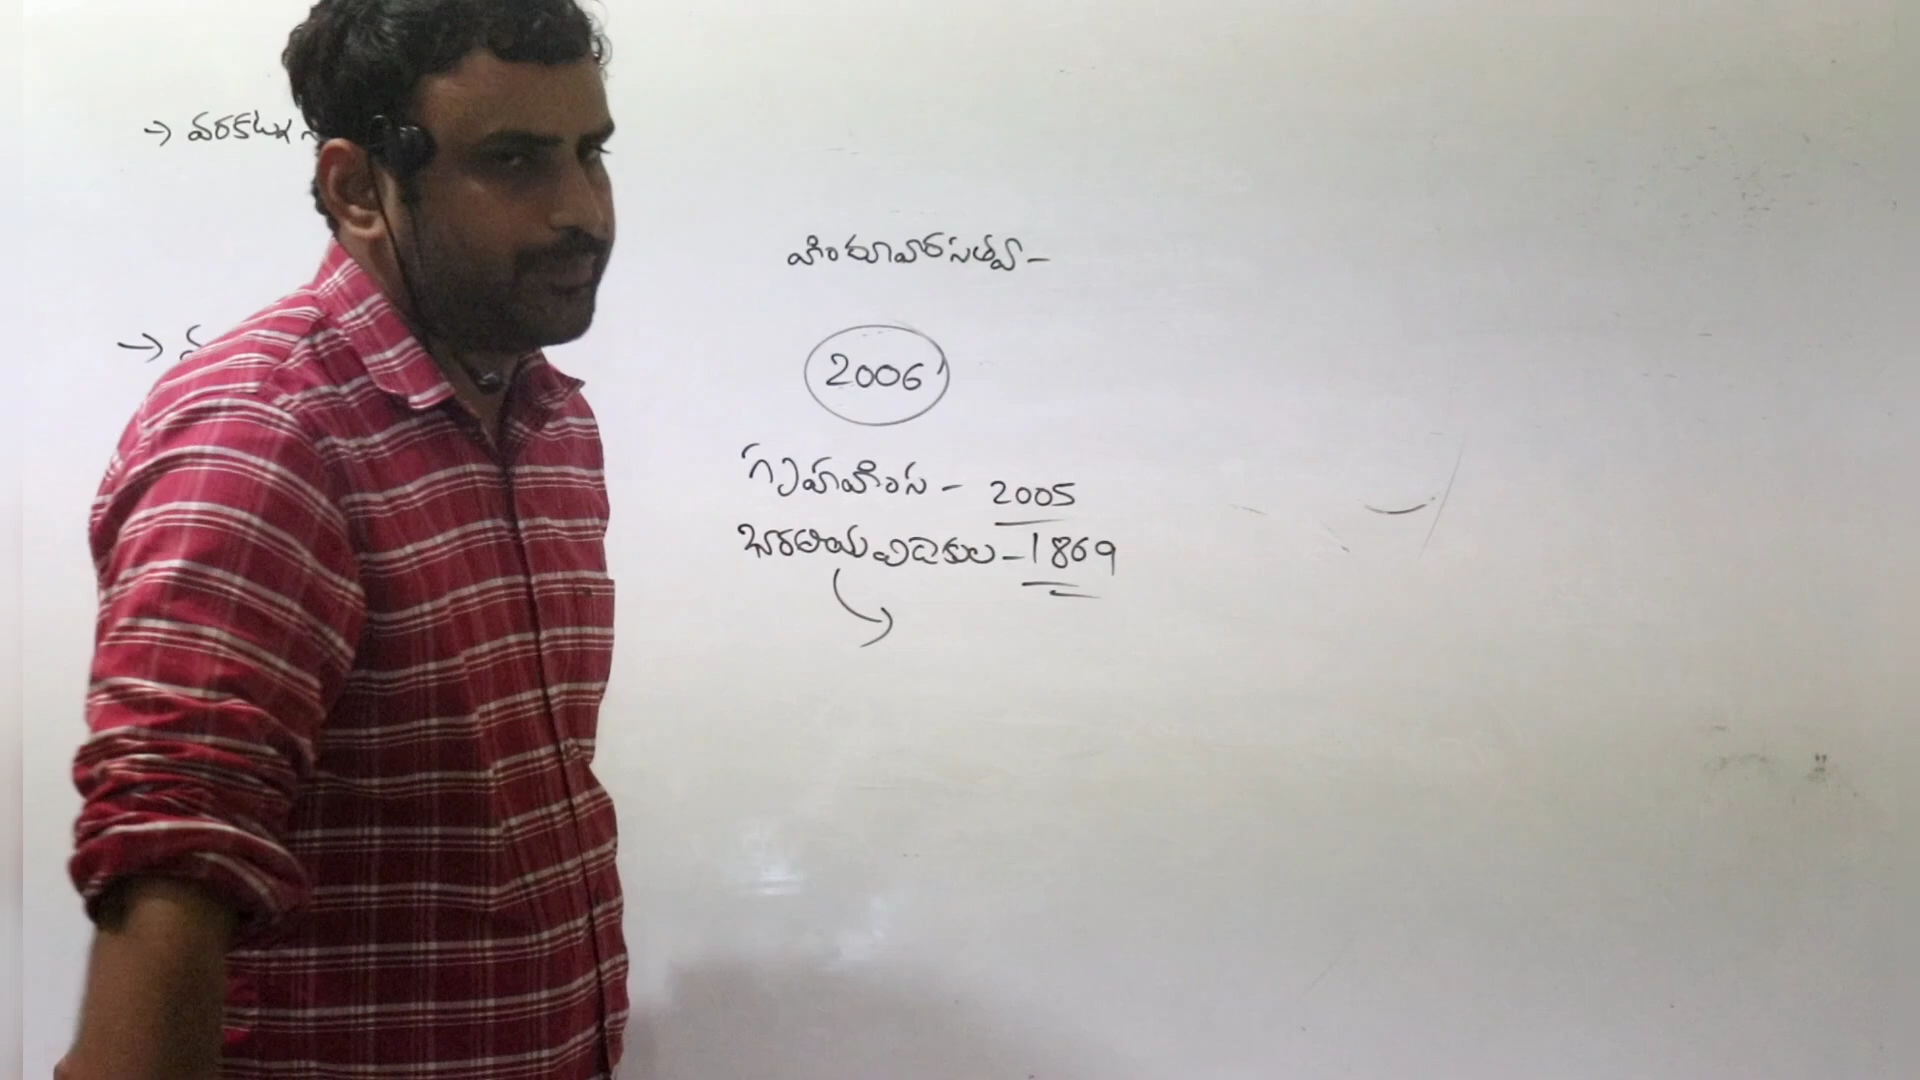 → వరకట్న
→
హిందూవారసత్వ -
2006
గృహహింస - 2005
భారతీయ విడాకుల - 1869